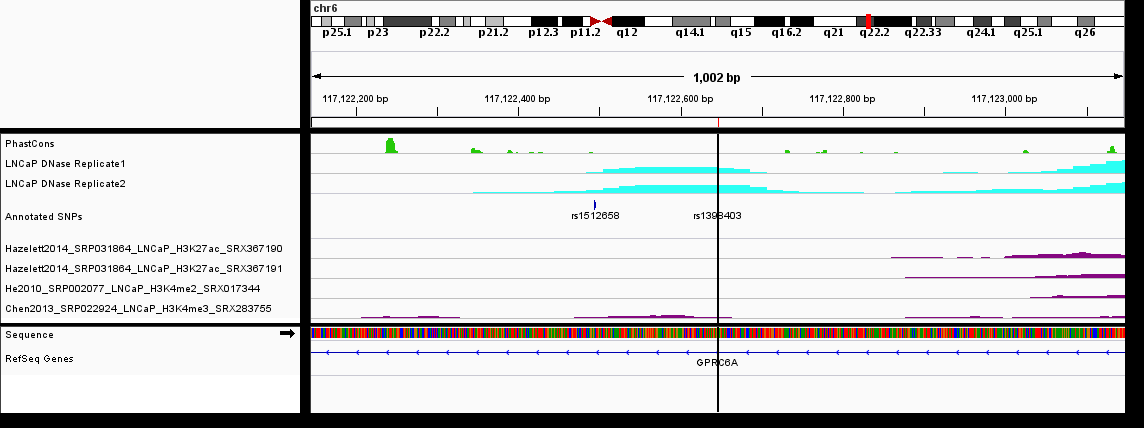 chr6
p25.1 p23 p22.2 p21.2 p12.3 p11.2 q12 q14.1 q15 q16.2 q21 q22.2 q22.33 q24.1 q25.1 q26
1,002 bp
117,122,200 bp 117,122,400 bp 117,122,600 bp 117,122,800 bp 117,123,000 bp
PhastCons
LNCaP DNase Replicate1
LNCaP DNase Replicate2
Annotated SNPs
rs1512658 rs1398403
Hazelett2014_SRP031864_LNCaP_H3K27ac_SRX367190
Hazelett2014_SRP031864_LNCaP_H3K27ac_SRX367191
He2010_SRP002077_LNCaP_H3K4me2_SRX017344
Chen2013_SRP022924_LNCaP_H3K4me3_SRX283755
Sequence
RefSeq Genes
GPRC6A